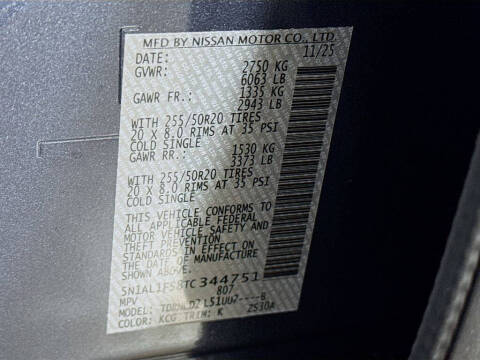 MFD BY NISSAN MOTOR CO., LTD
DATE: 11/25
GVWR: 2750 KG
6063 LB
GAWR FR.: 1335 KG
2943 LB
WITH 255/50R20 TIRES
20 X 8.0 RIMS AT 35 PSI
COLD SINGLE
GAWR RR.: 1530 KG
3373 LB
WITH 255/50R20 TIRES
20 X 8.0 RIMS AT 35 PSI
COLD SINGLE
THIS VEHICLE CONFORMS TO
ALL APPLICABLE FEDERAL
MOTOR VEHICLE SAFETY AND
THEFT PREVENTION
STANDARDS IN EFFECT ON
THE DATE OF MANUFACTURE
SHOWN ABOVE.
5N1AL1FS8TC344751
MPV 807
COLOR: KCG TRIM: K ZS30A